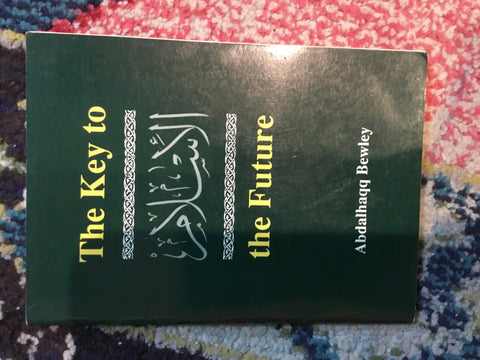 The Key to
الإسلام
the Future
Abdalhaqq Bewley